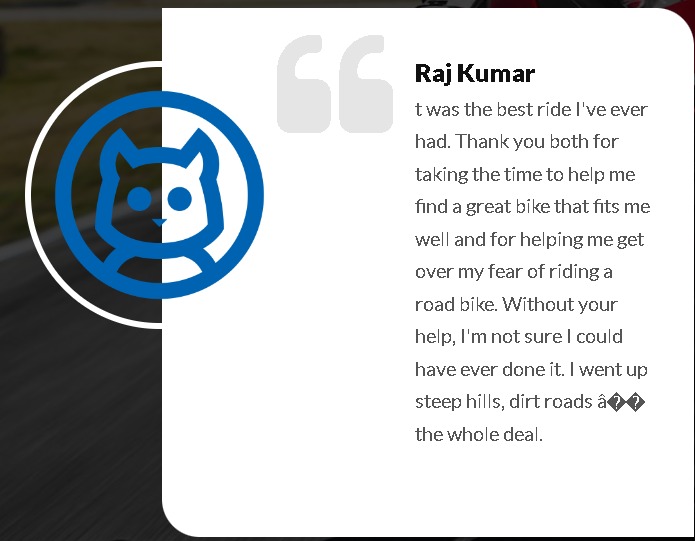 Raj Kumar
t was the best ride I've ever
had. Thank you both for
taking the time to help me
find a great bike that fits me
well and for helping me get
over my fear of riding a
road bike. Without your
help, I'm not sure I could
have ever done it. I went up
steep hills, dirt roads â��
the whole deal.